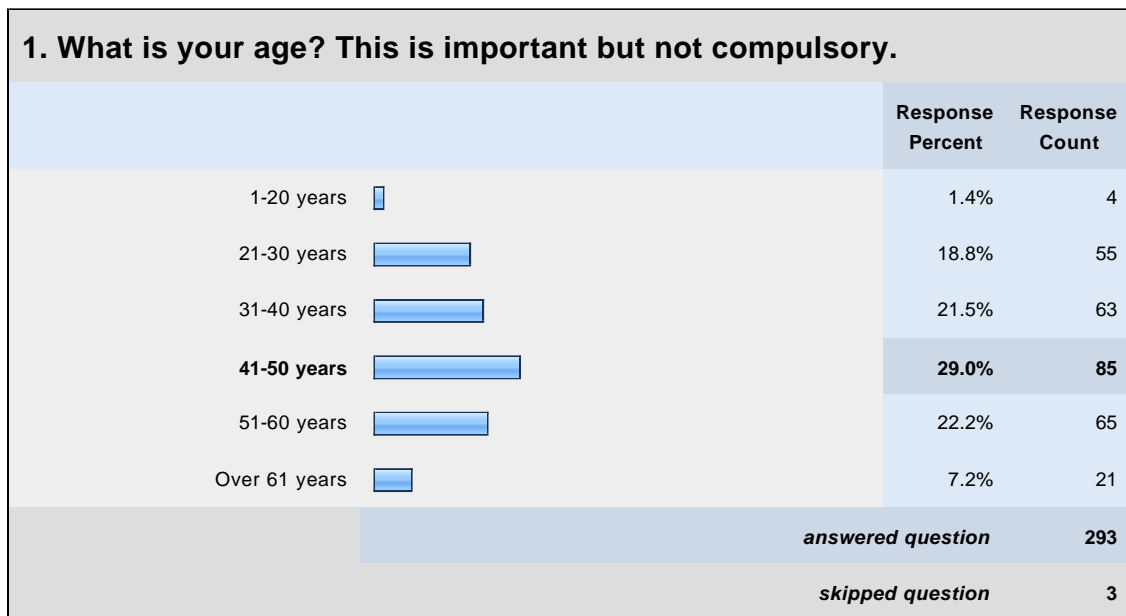 1. What is your age? This is important but not compulsory.
Response Percent Response Count
1-20 years 1.4% 4
21-30 years 18.8% 55
31-40 years 21.5% 63
41-50 years 29.0% 85
51-60 years 22.2% 65
Over 61 years 7.2% 21
answered question 293
skipped question 3